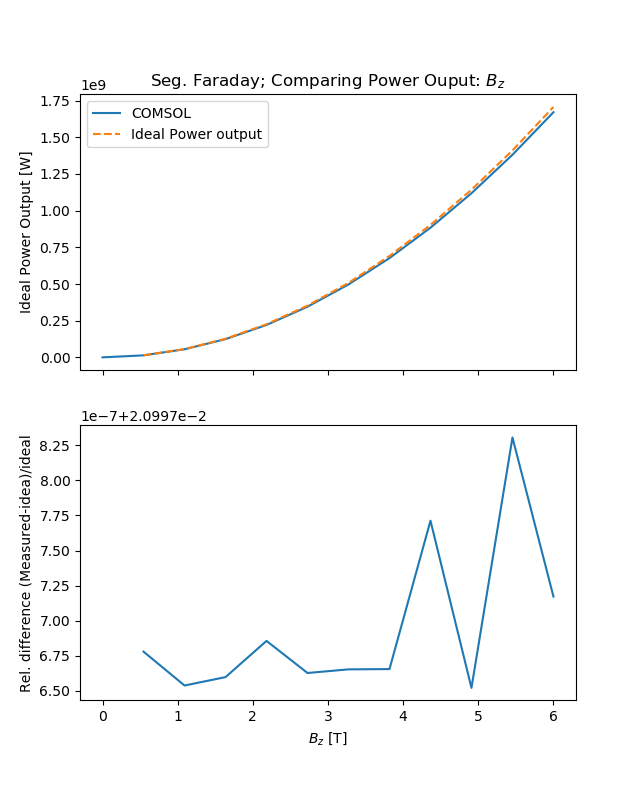 Seg. Faraday; Comparing Power Ouput: B_z
1e9
1.75
1.50
1.25
1.00
0.75
0.50
0.25
0.00
Ideal Power Output [W]
COMSOL
Ideal Power output
1e−7+2.0997e−2
8.25
8.00
7.75
7.50
7.25
7.00
6.75
6.50
Rel. difference (Measured-idea)/ideal
0 1 2 3 4 5 6
B_z [T]